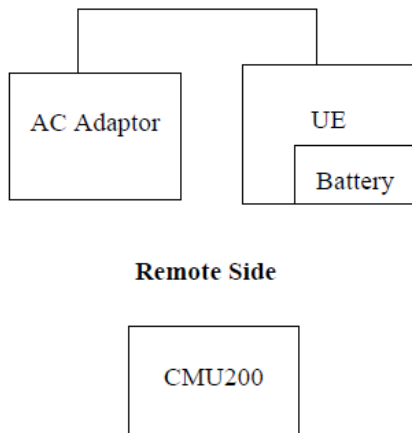 AC Adaptor
UE
Battery
Remote Side
CMU200